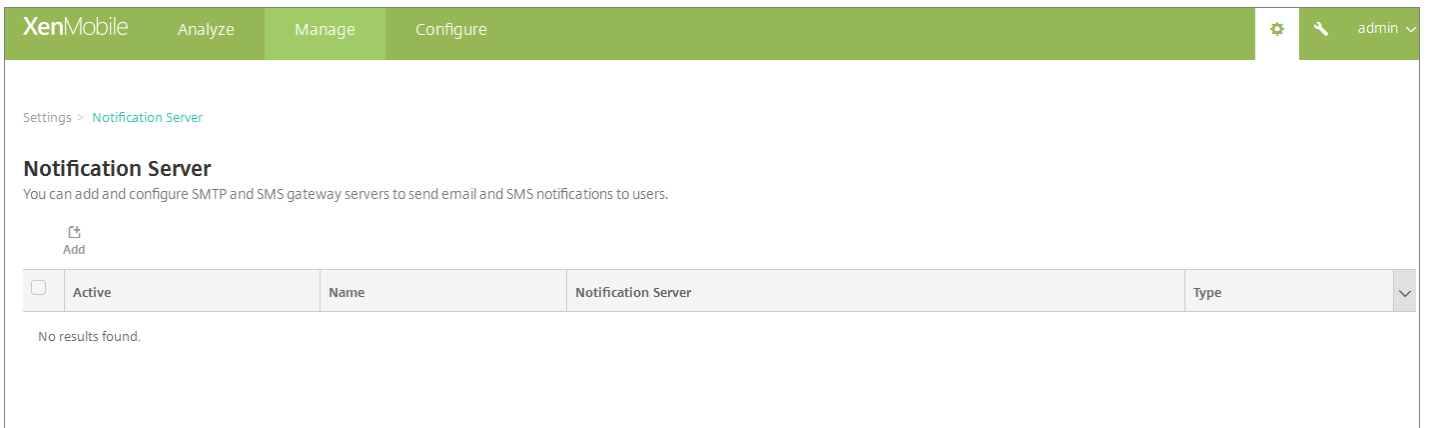 XenMobile Analyze Manage Configure admin
Settings > Notification Server
Notification Server
You can add and configure SMTP and SMS gateway servers to send email and SMS notifications to users.
Add
Active Name Notification Server Type
No results found.